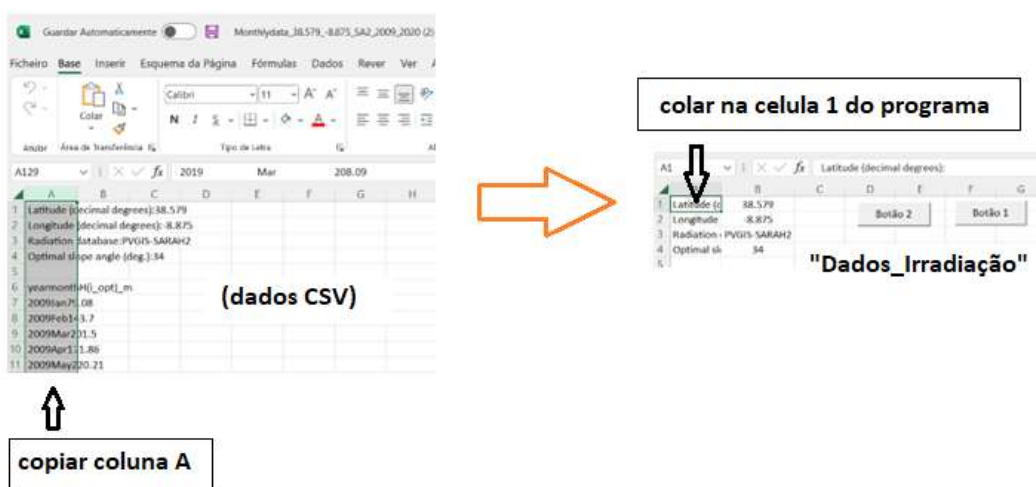 Guardar Automaticamente
Monthlydata_38.579_-8.875_SA2_2009_2020 (2)
Ficheiro Base Inserir Esquema da Página Fórmulas Dados Rever Ver
Colar
Calibri 11 A A
N I S A
Anular Área de Transferência Tipo de Letra
A129 fx 2019 Mar 208.09
A B C D E F G H
1 Latitude (decimal degrees):38.579
2 Longitude (decimal degrees):-8.875
3 Radiation database:PVGIS-SARAH2
4 Optimal slope angle (deg.):34
5
6 yearmonthH(i_opt)_m
7 2009Jan79.08
8 2009Feb143.7
9 2009Mar201.5
10 2009Apr171.86
11 2009May220.21
(dados CSV)
copiar coluna A
colar na celula 1 do programa
A1 fx Latitude (decimal degrees):
B C D E F G
1 Latitude (c 38.579
2 Longitude -8.875
3 Radiation PVGIS-SARAH2
4 Optimal sl 34
5
Botão 2 Botão 1
"Dados_Irradiação"